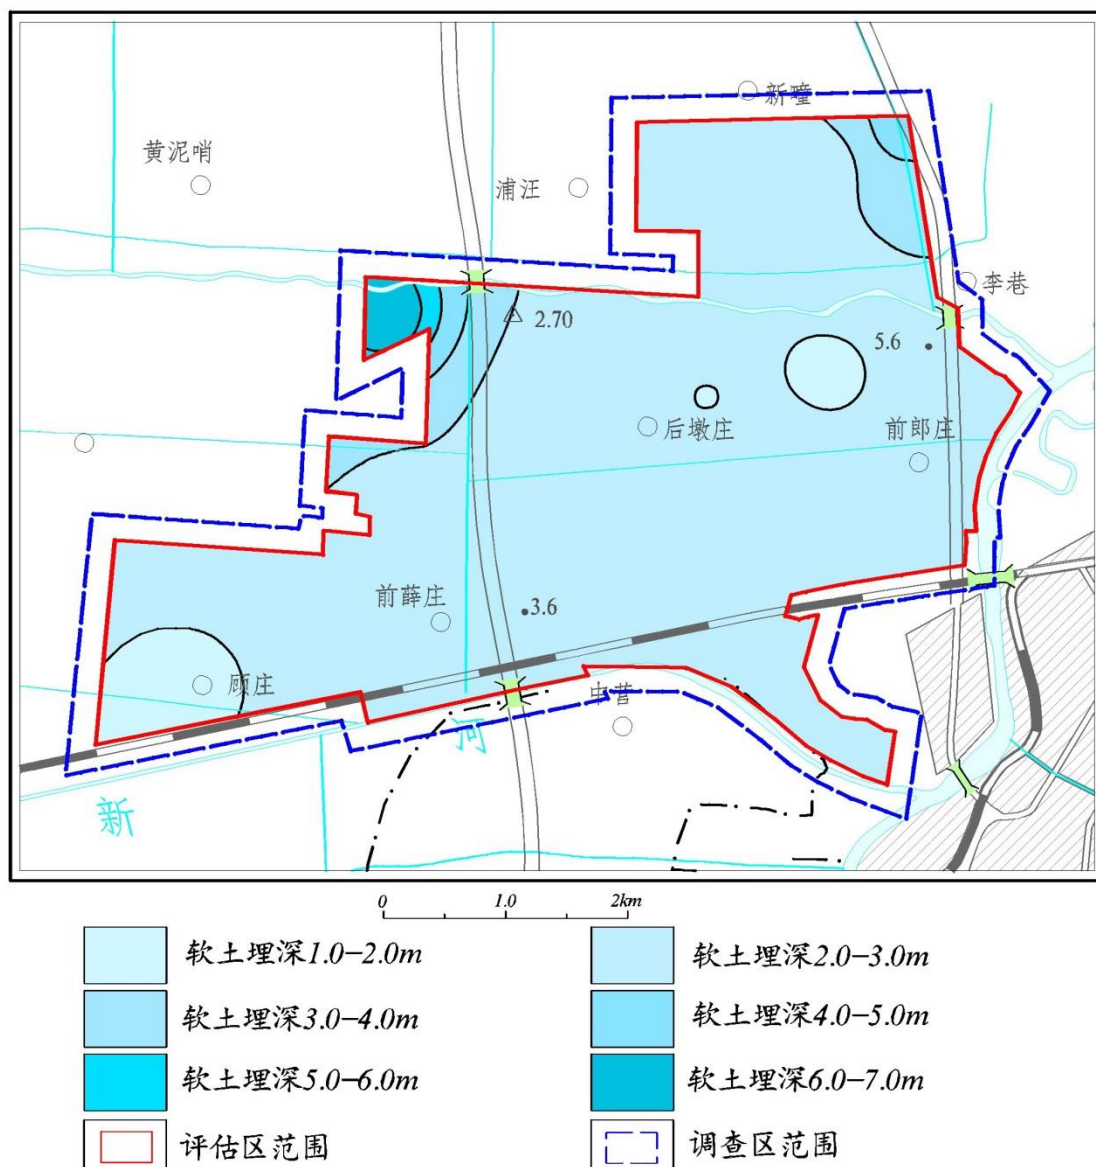 新疃
黄泥哨
浦汪
李巷
2.70
5.6
后墩庄
前郎庄
前薛庄
3.6
顾庄
中营
河
新
0 1.0 2km
软土埋深1.0-2.0m
软土埋深2.0-3.0m
软土埋深3.0-4.0m
软土埋深4.0-5.0m
软土埋深5.0-6.0m
软土埋深6.0-7.0m
评估区范围
调查区范围